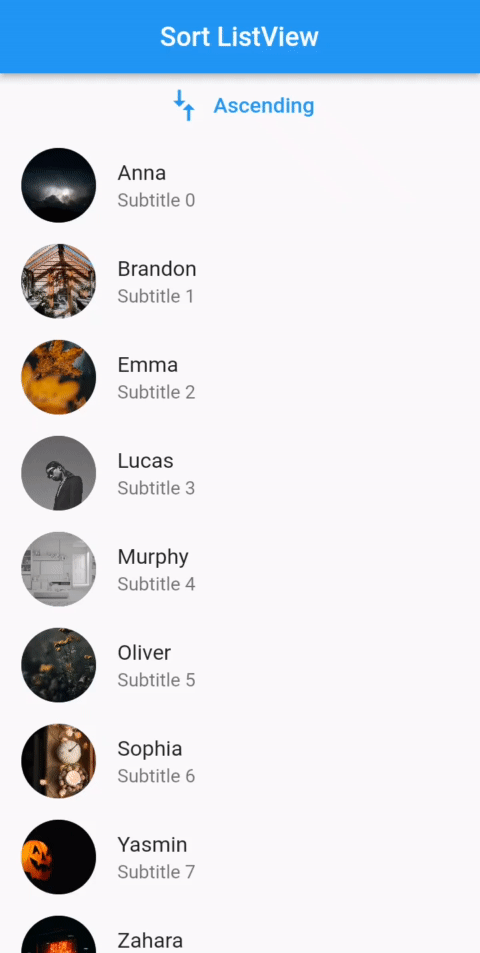 Sort ListView
Ascending
Anna
Subtitle 0
Brandon
Subtitle 1
Emma
Subtitle 2
Lucas
Subtitle 3
Murphy
Subtitle 4
Oliver
Subtitle 5
Sophia
Subtitle 6
Yasmin
Subtitle 7
Zahara